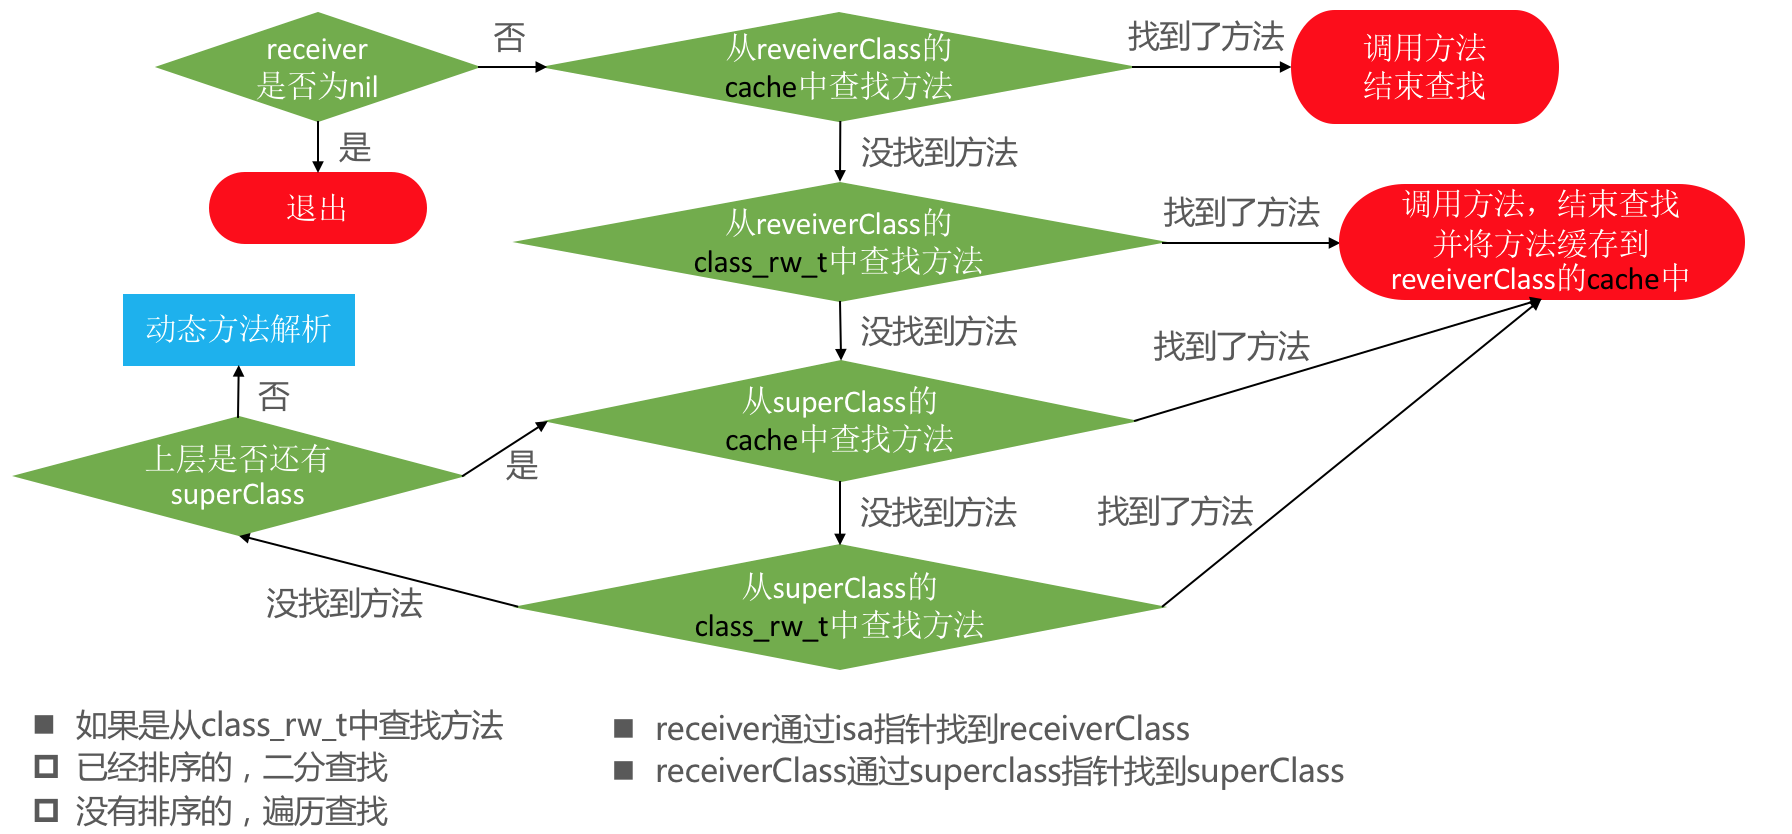 receiver
是否为nil
否
从reveiverClass的
cache中查找方法
找到了方法
调用方法
结束查找
是
没找到方法
退出
从reveiverClass的
class_rw_t中查找方法
找到了方法
调用方法，结束查找
并将方法缓存到
reveiverClass的cache中
没找到方法
动态方法解析
找到了方法
否
从superClass的
cache中查找方法
上层是否还有
superClass
是
没找到方法
找到了方法
从superClass的
class_rw_t中查找方法
没找到方法
如果是从class_rw_t中查找方法
已经排序的，二分查找
没有排序的，遍历查找
receiver通过isa指针找到receiverClass
receiverClass通过superclass指针找到superClass